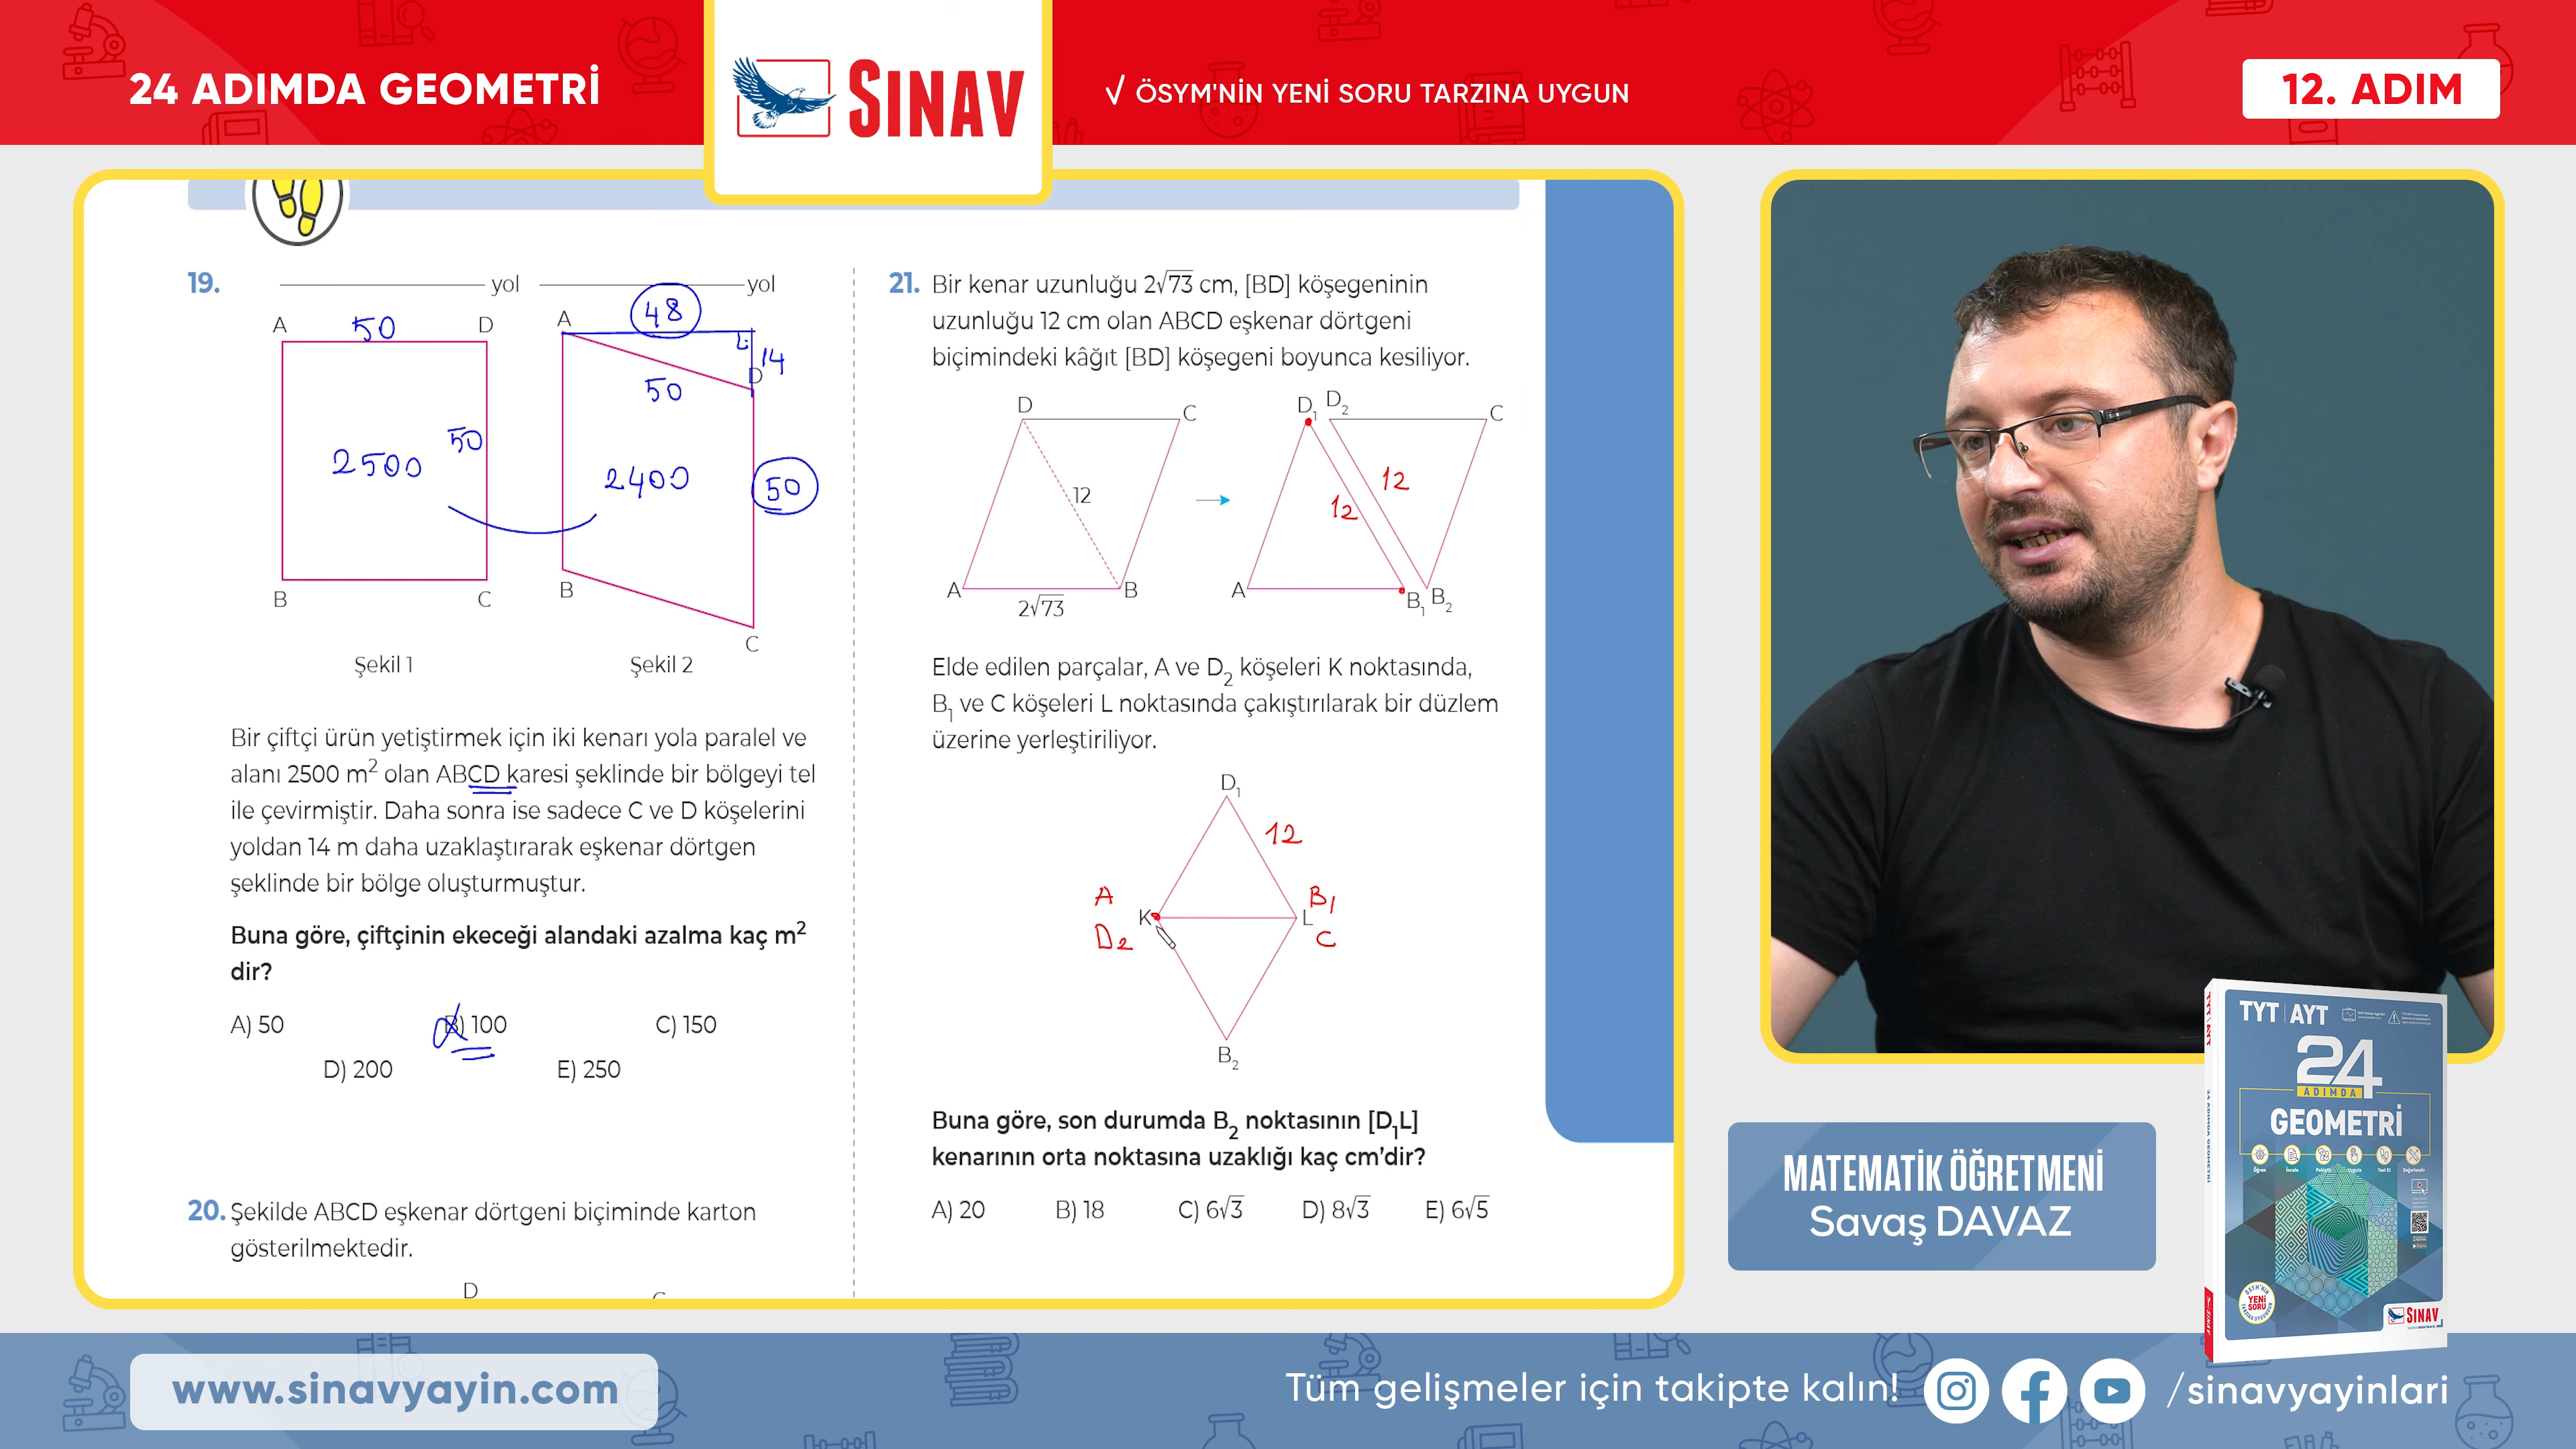 24 ADIMDA GEOMETRİ
SINAV
√ ÖSYM'NİN YENİ SORU TARZINA UYGUN
12. ADIM
19.
yol
yol
A
50
D
A
48
14
D
50
50
2500
2400
50
B
C
B
C
Şekil 1
Şekil 2
Bir çiftçi ürün yetiştirmek için iki kenarı yola paralel ve
alanı 2500 m² olan ABCD karesi şeklinde bir bölgeyi tel
ile çevirmiştir. Daha sonra ise sadece C ve D köşelerini
yoldan 14 m daha uzaklaştırarak eşkenar dörtgen
şeklinde bir bölge oluşturmuştur.
Buna göre, çiftçinin ekeceği alandaki azalma kaç m²
dir?
A) 50
B) 100
C) 150
D) 200
E) 250
20. Şekilde ABCD eşkenar dörtgeni biçiminde karton
gösterilmektedir.
D
C
21. Bir kenar uzunluğu 2√73 cm, [BD] köşegeninin
uzunluğu 12 cm olan ABCD eşkenar dörtgeni
biçimindeki kâğıt [BD] köşegeni boyunca kesiliyor.
D
C
12
A
B
2√73
D₁
D₂
C
12
12
A
B₁
B₂
Elde edilen parçalar, A ve D₂ köşeleri K noktasında,
B₁ ve C köşeleri L noktasında çakıştırılarak bir düzlem
üzerine yerleştiriliyor.
D₁
12
A
B₁
K
L
D₂
C
B₂
Buna göre, son durumda B₂ noktasının [D₁L]
kenarının orta noktasına uzaklığı kaç cm'dir?
A) 20
B) 18
C) 6√3
D) 8√3
E) 6√5
MATEMATİK ÖĞRETMENİ
Savaş DAVAZ
TYT AYT
24
ADIMDA
GEOMETRİ
YENİ
SORU
SINAV
www.sinavyayin.com
Tüm gelişmeler için takipte kalın!
/sinavyayinlari